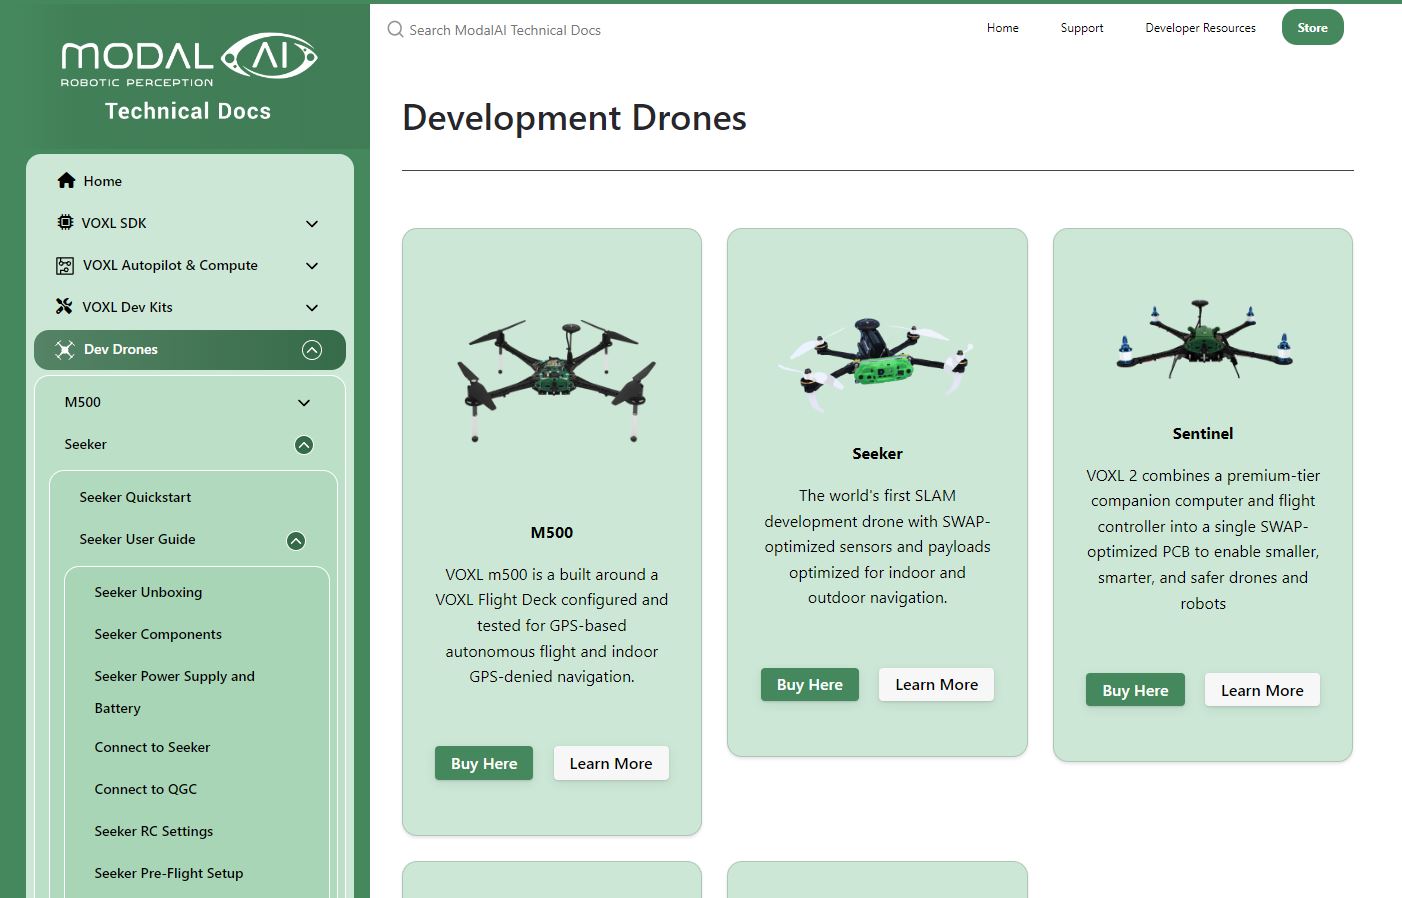 MODAL AI
ROBOTIC PERCEPTION
Technical Docs
Home
VOXL SDK
VOXL Autopilot & Compute
VOXL Dev Kits
Dev Drones
M500
Seeker
Seeker Quickstart
Seeker User Guide
Seeker Unboxing
Seeker Components
Seeker Power Supply and
Battery
Connect to Seeker
Connect to QGC
Seeker RC Settings
Seeker Pre-Flight Setup
Search ModalAI Technical Docs
Home
Support
Developer Resources
Store
Development Drones
M500
VOXL m500 is a built around a
VOXL Flight Deck configured and
tested for GPS-based
autonomous flight and indoor
GPS-denied navigation.
Buy Here
Learn More
Seeker
The world's first SLAM
development drone with SWAP-
optimized sensors and payloads
optimized for indoor and
outdoor navigation.
Buy Here
Learn More
Sentinel
VOXL 2 combines a premium-tier
companion computer and flight
controller into a single SWAP-
optimized PCB to enable smaller,
smarter, and safer drones and
robots
Buy Here
Learn More